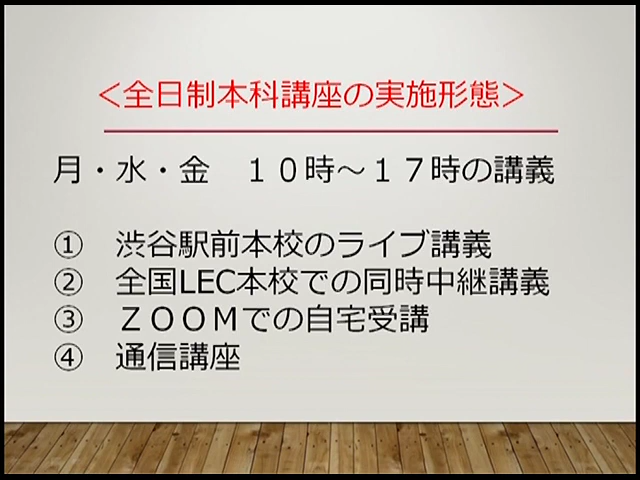 ＜全日制本科講座の実施形態＞
月・水・金　１０時～１７時の講義
①　渋谷駅前本校のライブ講義
②　全国LEC本校での同時中継講義
③　ＺＯＯＭでの自宅受講
④　通信講座